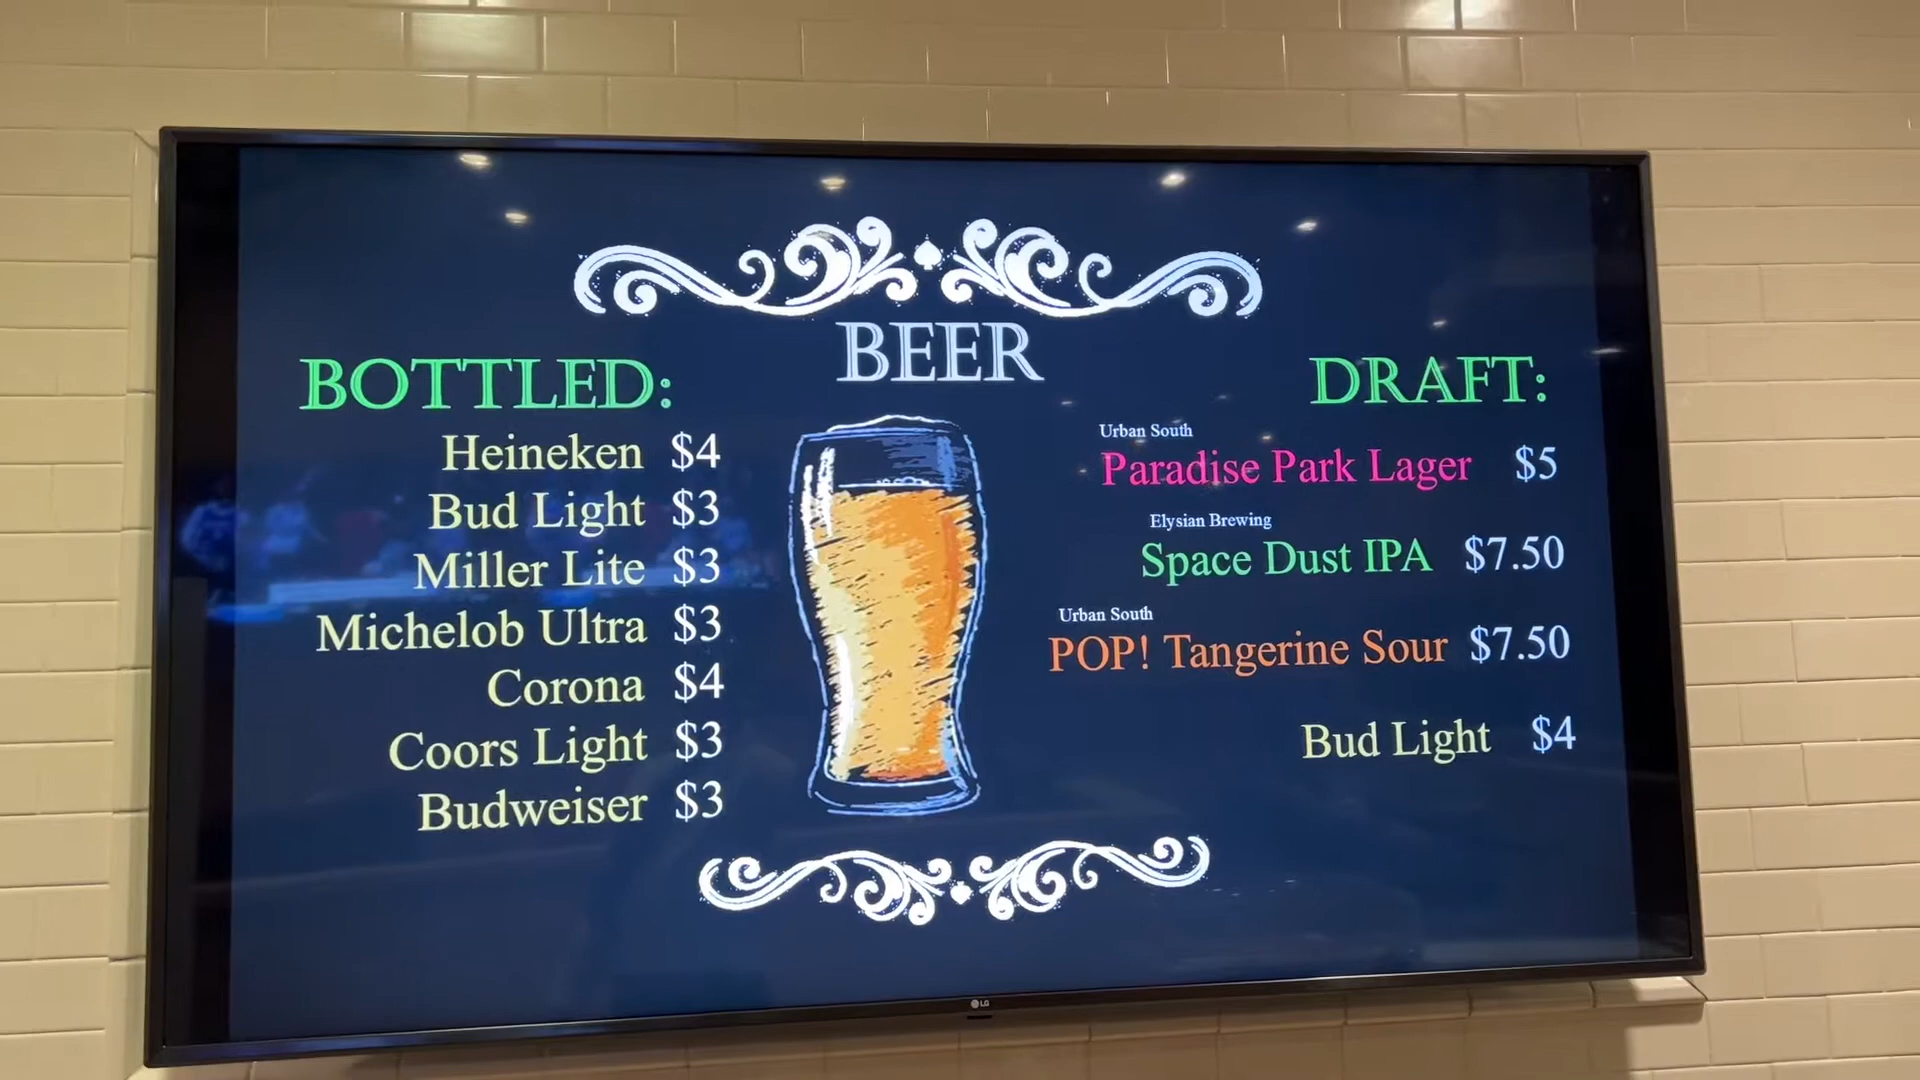 BEER
BOTTLED:
Heineken $4
Bud Light $3
Miller Lite $3
Michelob Ultra $3
Corona $4
Coors Light $3
Budweiser $3
DRAFT:
Urban South
Paradise Park Lager $5
Elysian Brewing
Space Dust IPA $7.50
Urban South
POP! Tangerine Sour $7.50
Bud Light $4
LG